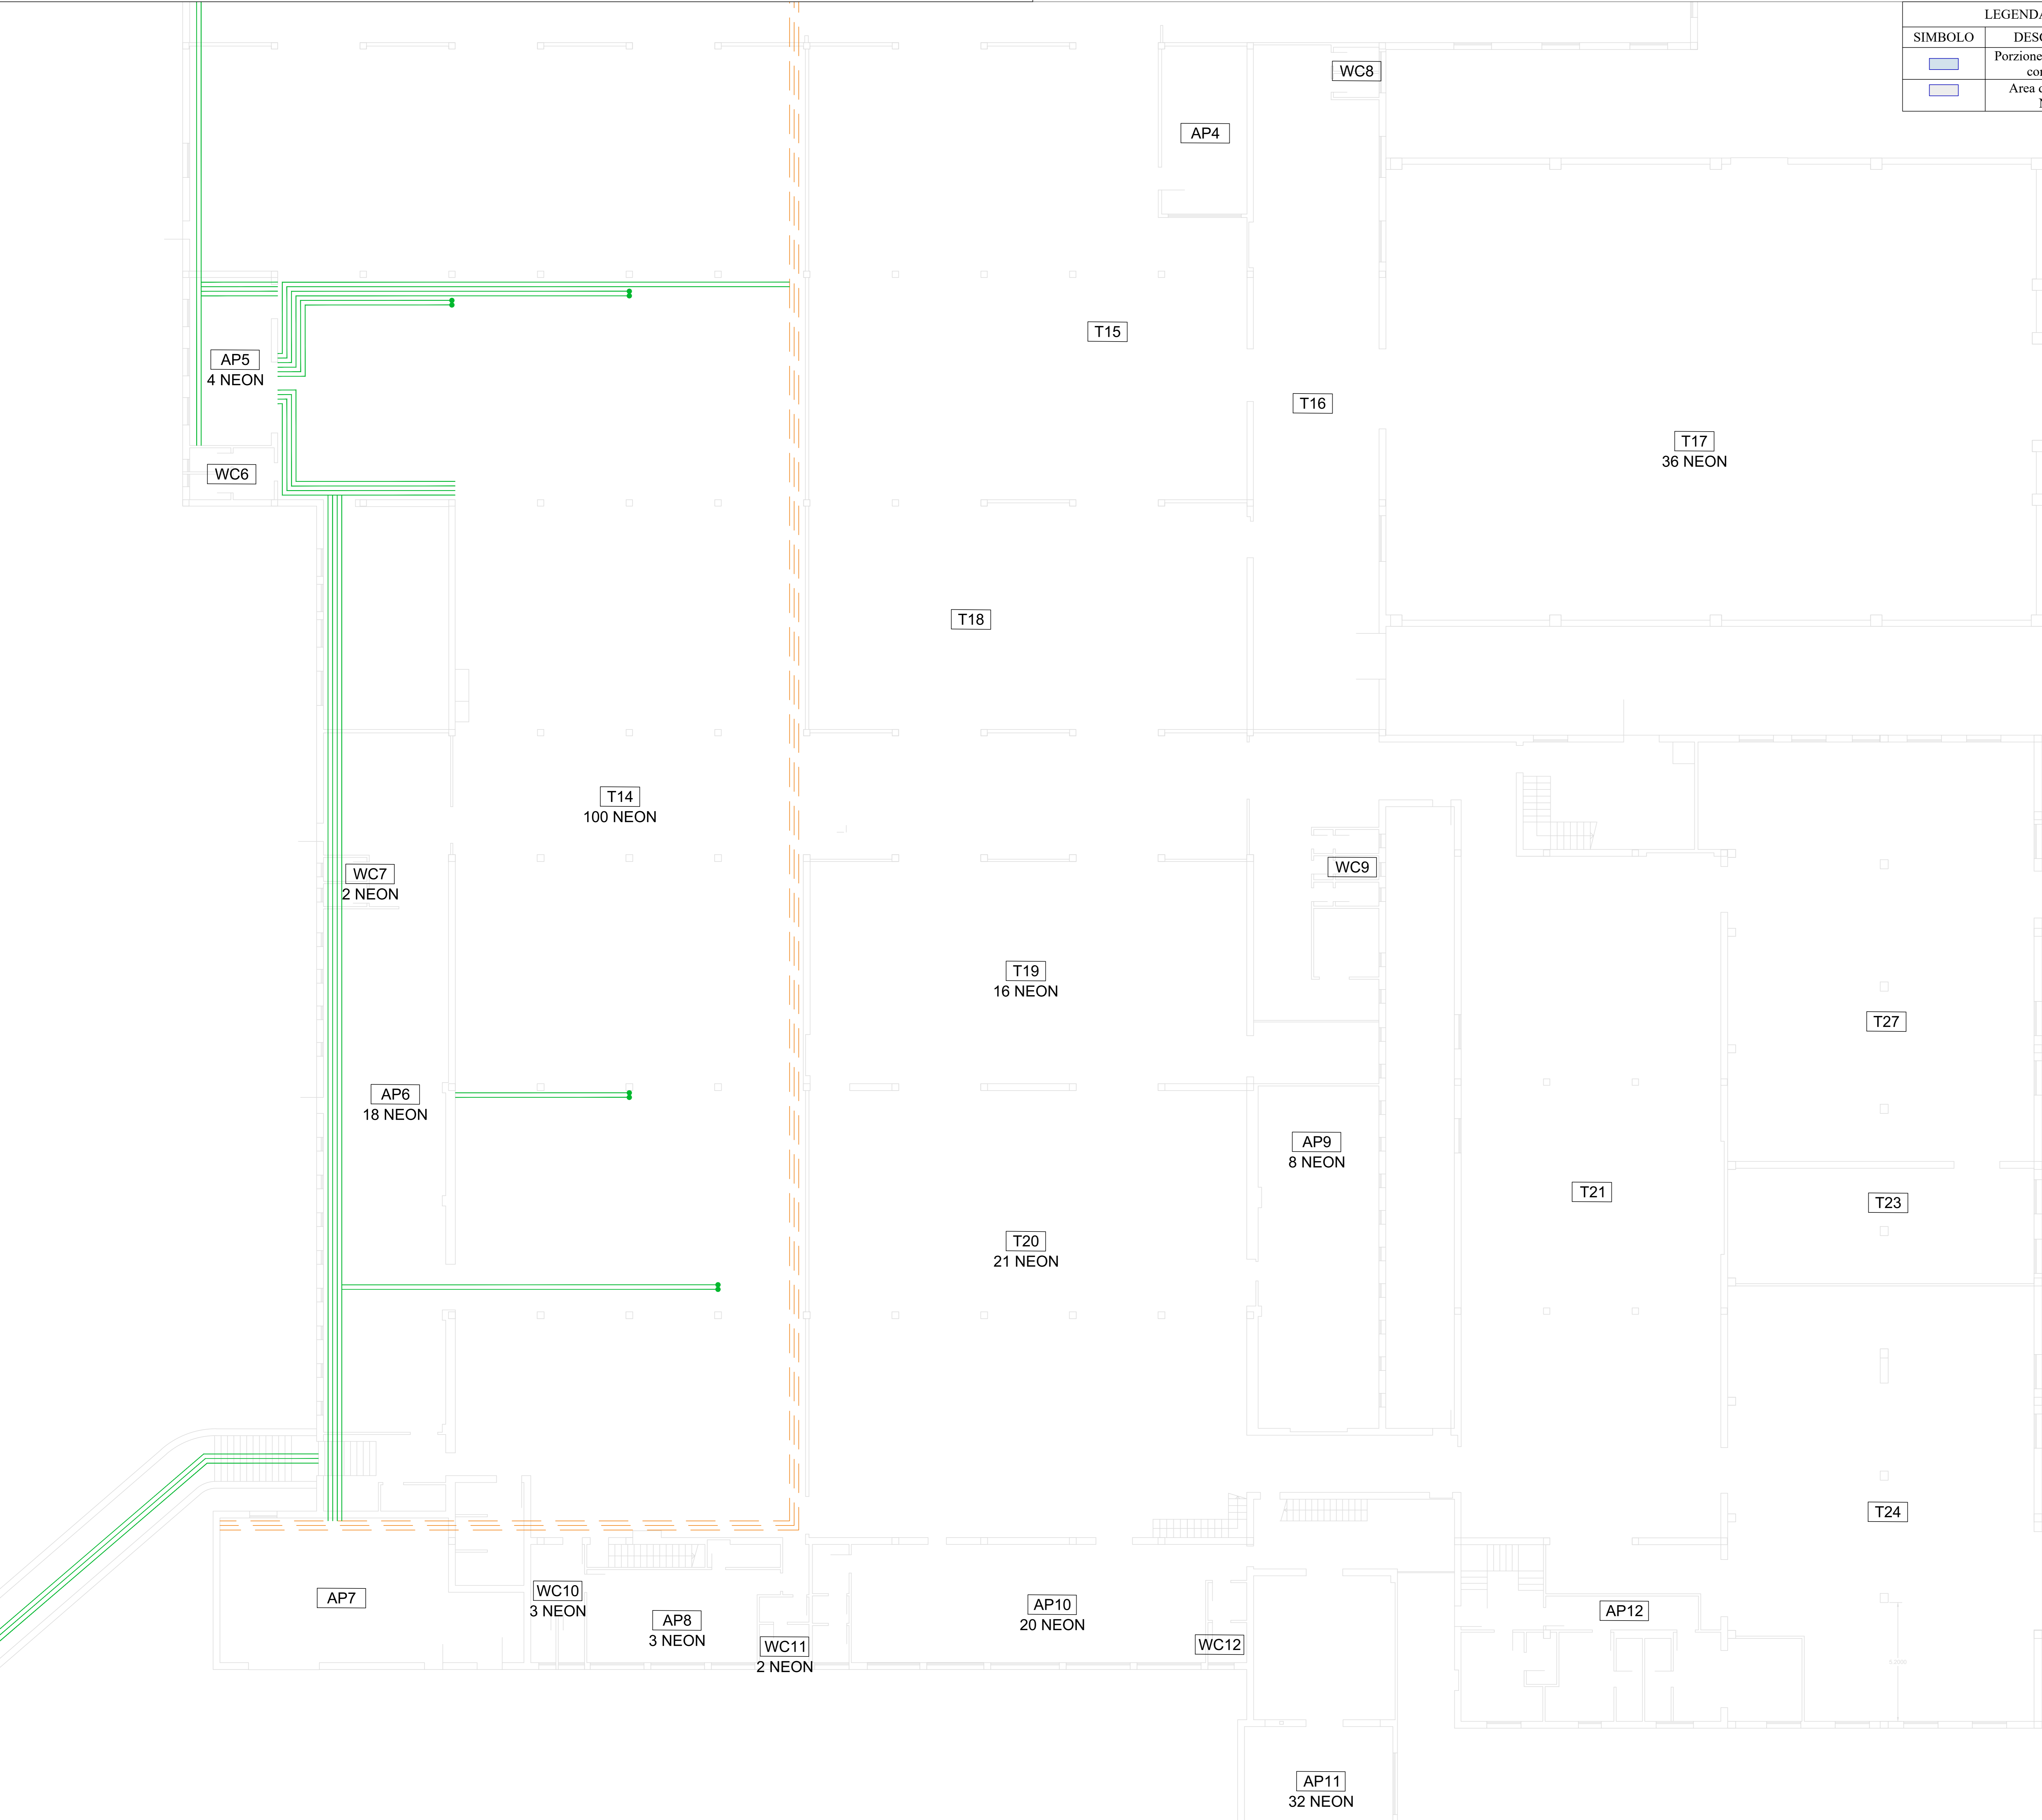 LEGENDA
SIMBOLO
WC8
AP4
T15
AP5
4 NEON
T16
T17
36 NEON
WC6
T18
T14
100 NEON
WC7
2 NEON
WC9
T19
16 NEON
T27
AP6
18 NEON
AP9
8 NEON
T21
T23
T20
21 NEON
T24
AP7
WC10
3 NEON
AP8
3 NEON
WC11
2 NEON
AP10
20 NEON
WC12
AP12
AP11
32 NEON
Porzione
Area